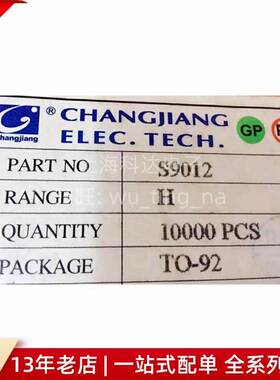 ® CHANGJIANG
ELEC. TECH.
Changjiang
GP
PART NO S9012
RANGE H
QUANTITY 10000 PCS
PACKAGE TO-92
wu_ting_na
13年老店 | 一站式配单 全系列